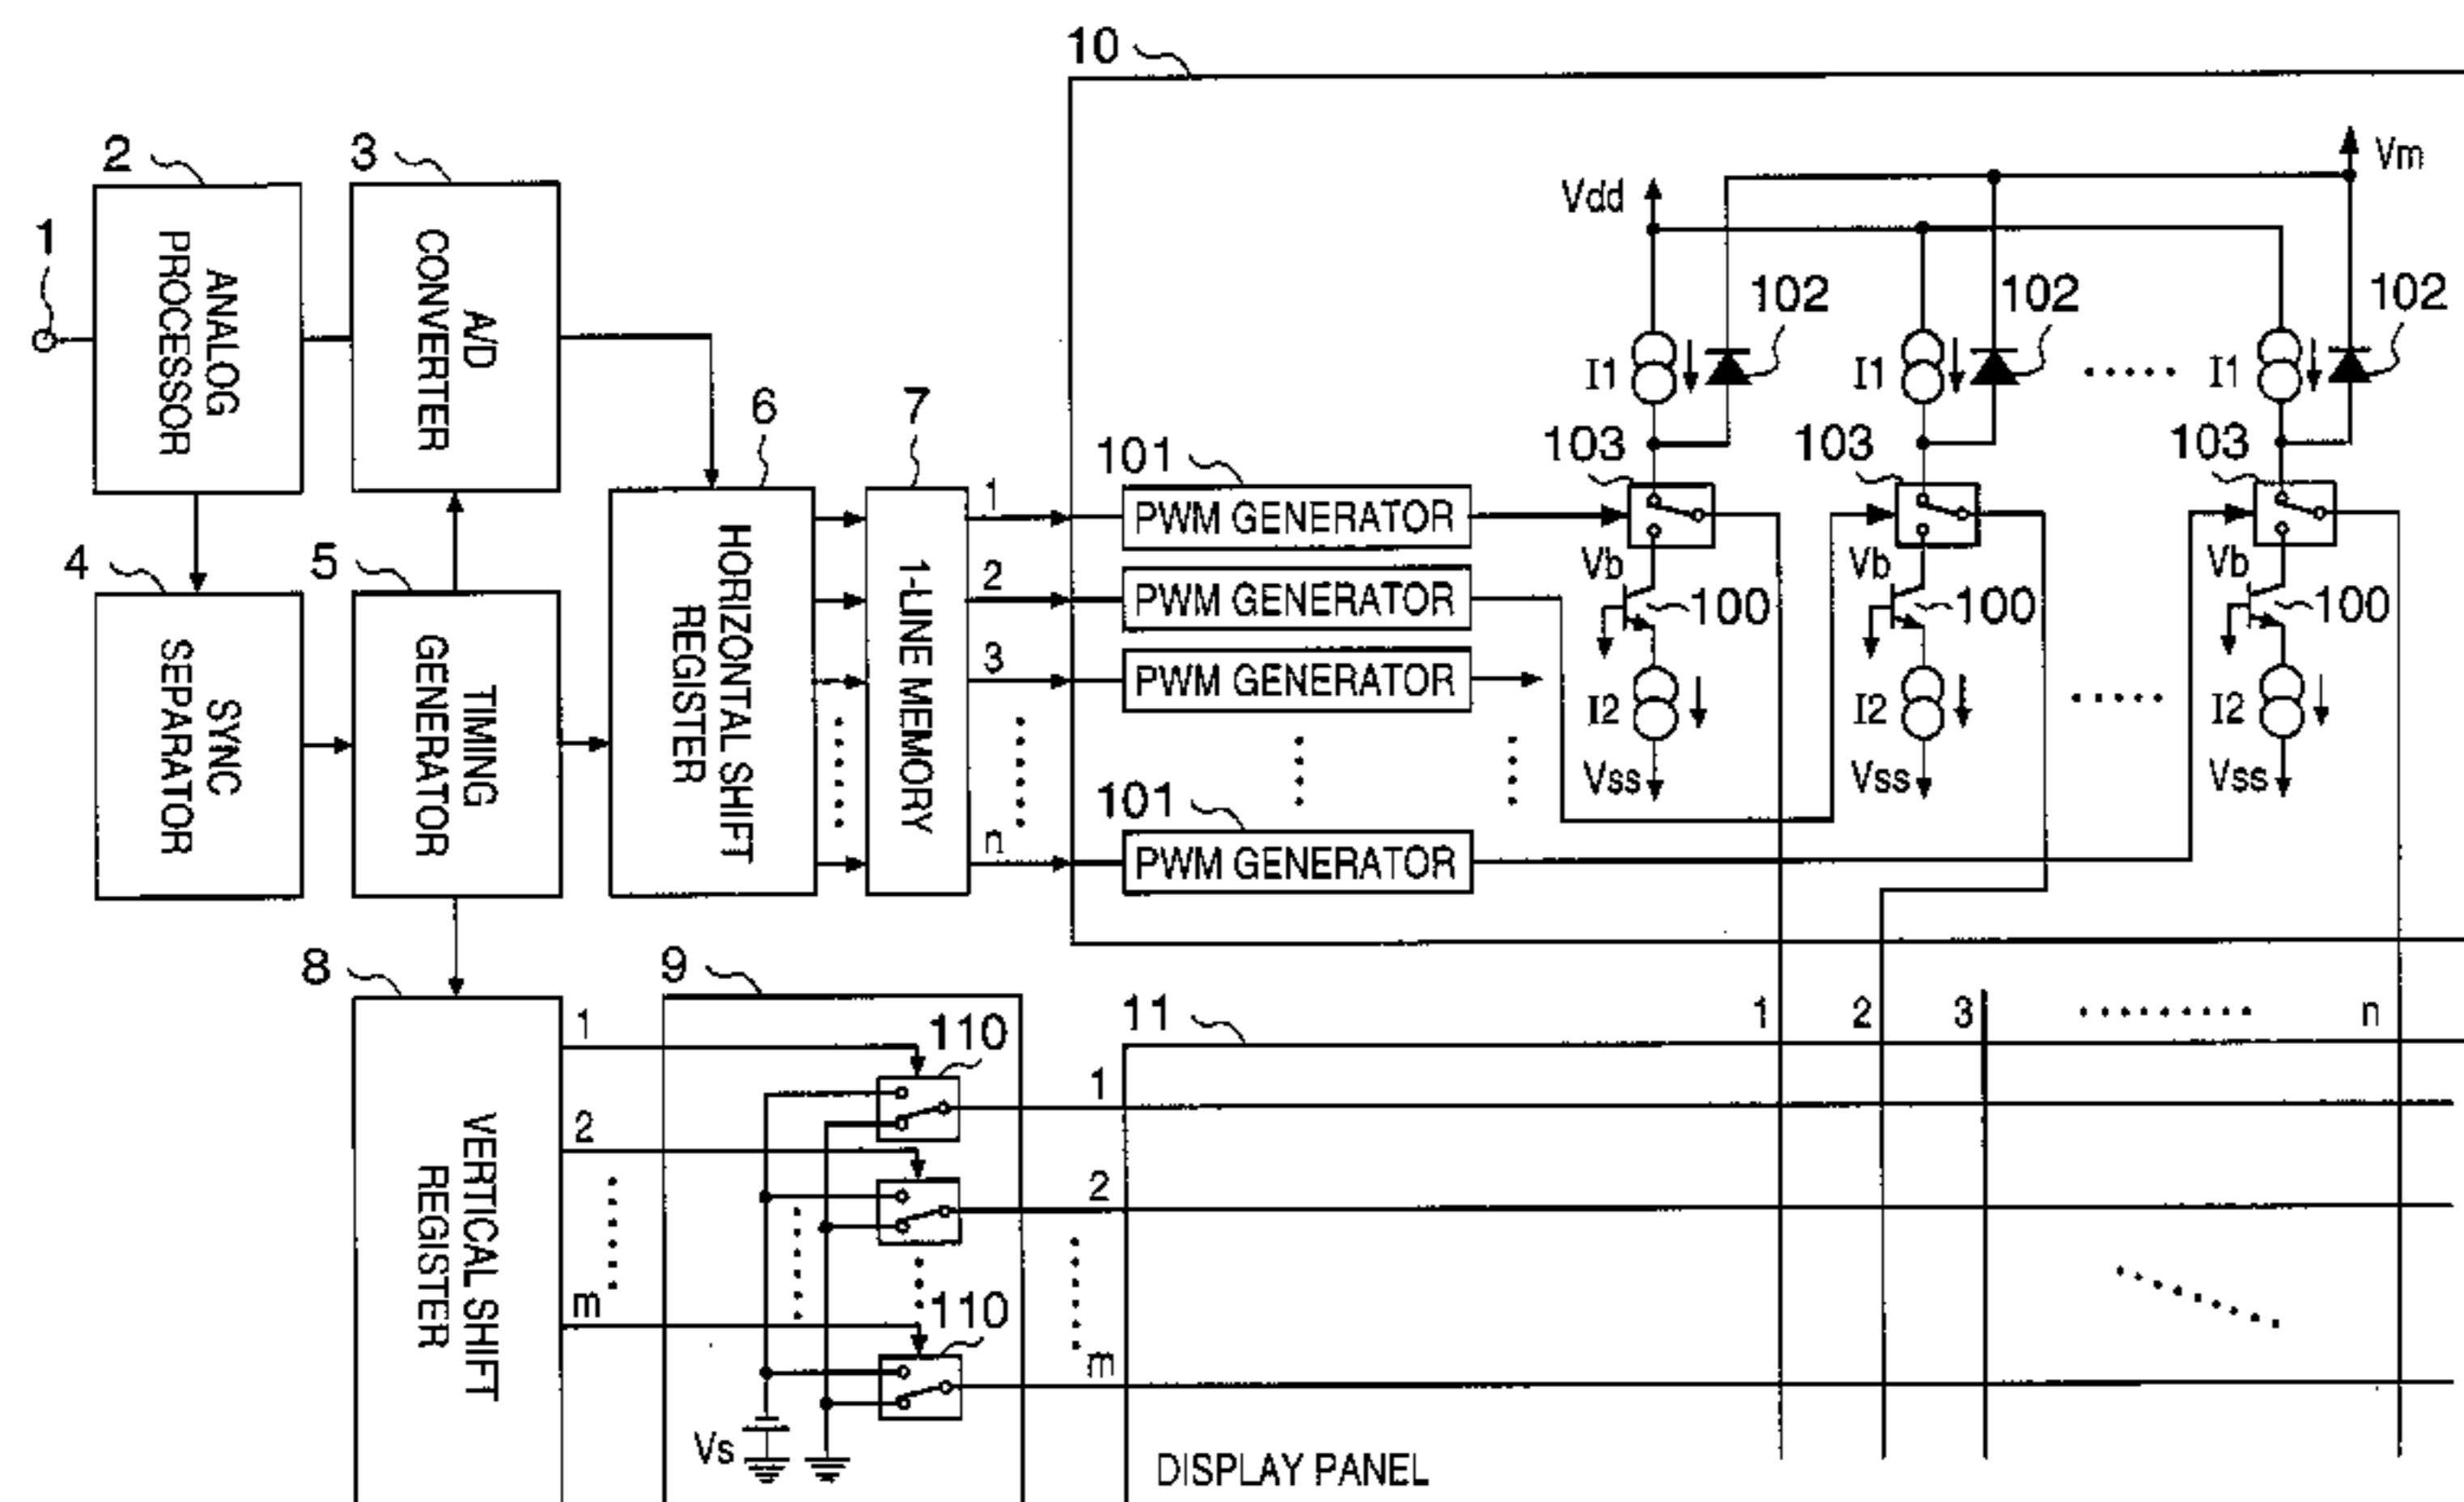 10
2
3
Vm
Vdd
1
ANALOG
PROCESSOR
A/D
CONVERTER
102
102
102
I1
I1
I1
6
7
103
103
103
101
1
PWM GENERATOR
4
5
HORIZONTAL SHIFT
REGISTER
1-LINE MEMORY
2
PWM GENERATOR
Vb
100
Vb
100
Vb
100
SYNC
SEPARATOR
TIMING
GENERATOR
3
PWM GENERATOR
I2
I2
I2
Vss
Vss
Vss
101
n
PWM GENERATOR
8
9
11
1
2
3
n
1
110
1
VERTICAL SHIFT
REGISTER
2
2
m
110
m
Vs
DISPLAY PANEL